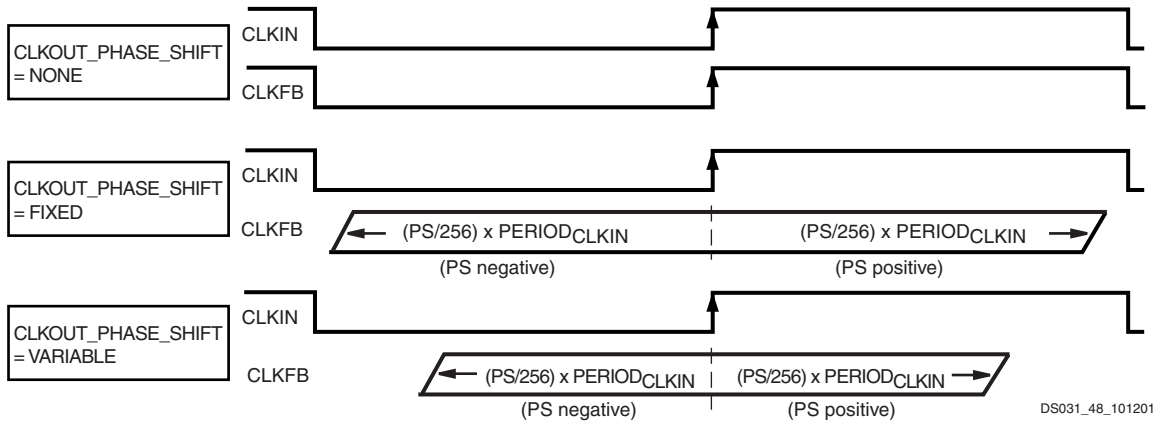 CLKOUT_PHASE_SHIFT
= NONE
CLKIN
CLKFB
CLKOUT_PHASE_SHIFT
= FIXED
CLKIN
CLKFB
(PS/256) x PERIODCLKIN
(PS/256) x PERIODCLKIN
(PS negative)
(PS positive)
CLKOUT_PHASE_SHIFT
= VARIABLE
CLKIN
CLKFB
(PS/256) x PERIODCLKIN
(PS/256) x PERIODCLKIN
(PS negative)
(PS positive)
DS031_48_101201